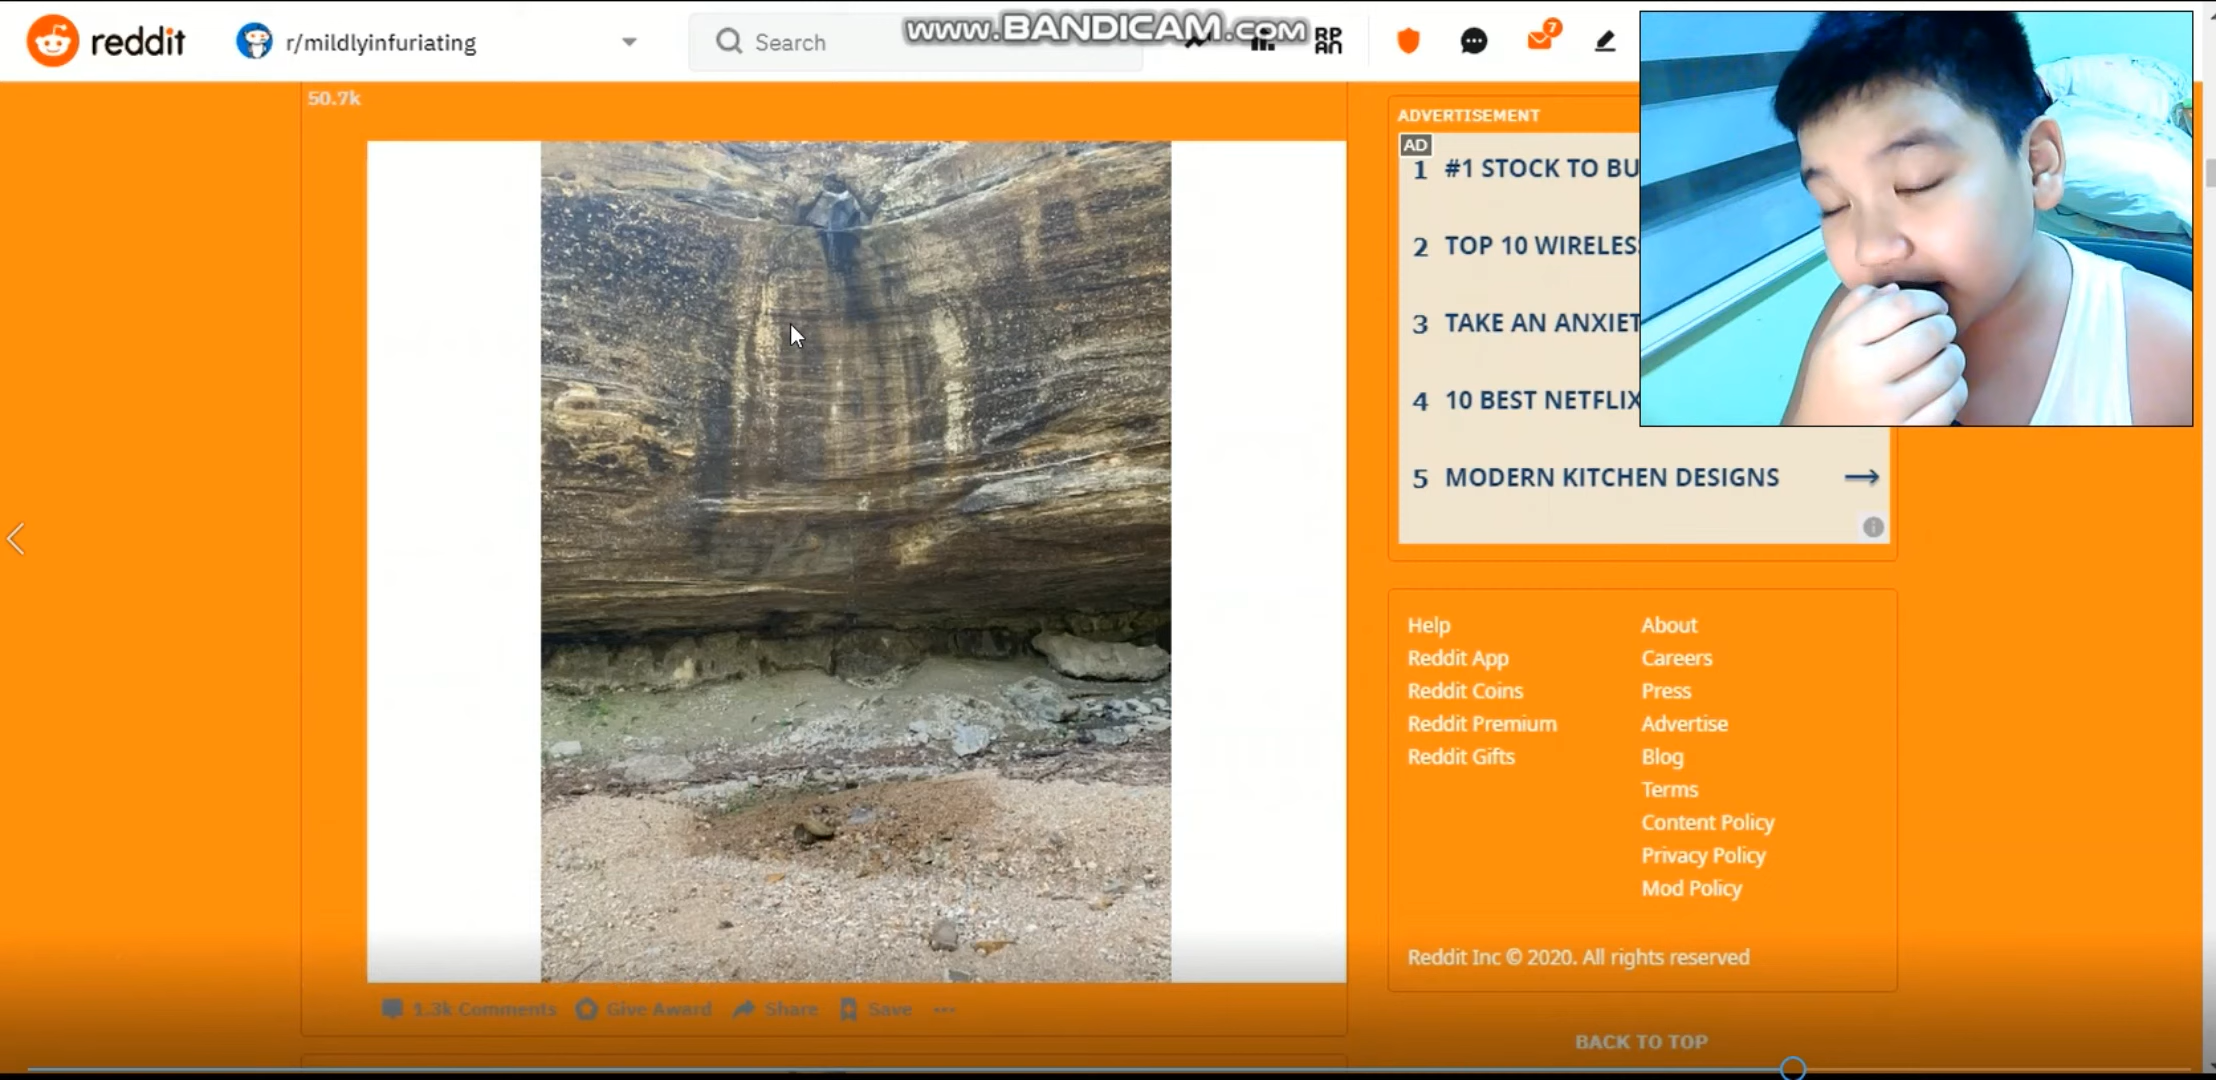 reddit
r/mildlyinfuriating
Search
www.BANDICAM.com
RPAN
7
50.7k
ADVERTISEMENT
AD
1 #1 STOCK TO BU
2 TOP 10 WIRELES
3 TAKE AN ANXIET
4 10 BEST NETFLIX
5 MODERN KITCHEN DESIGNS
Help
About
Reddit App
Careers
Reddit Coins
Press
Reddit Premium
Advertise
Reddit Gifts
Blog
Terms
Content Policy
Privacy Policy
Mod Policy
Reddit Inc © 2020. All rights reserved
1.3k Comments Give Award Share Save
BACK TO TOP